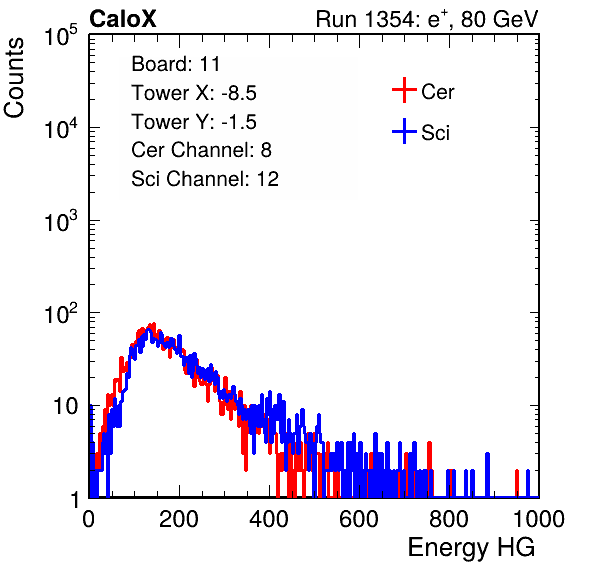 CaloX
Run 1354: e⁺, 80 GeV
Counts
10⁵
10⁴
10³
10²
10
1
Board: 11
Tower X: -8.5
Tower Y: -1.5
Cer Channel: 8
Sci Channel: 12
Cer
Sci
0 200 400 600 800 1000
Energy HG